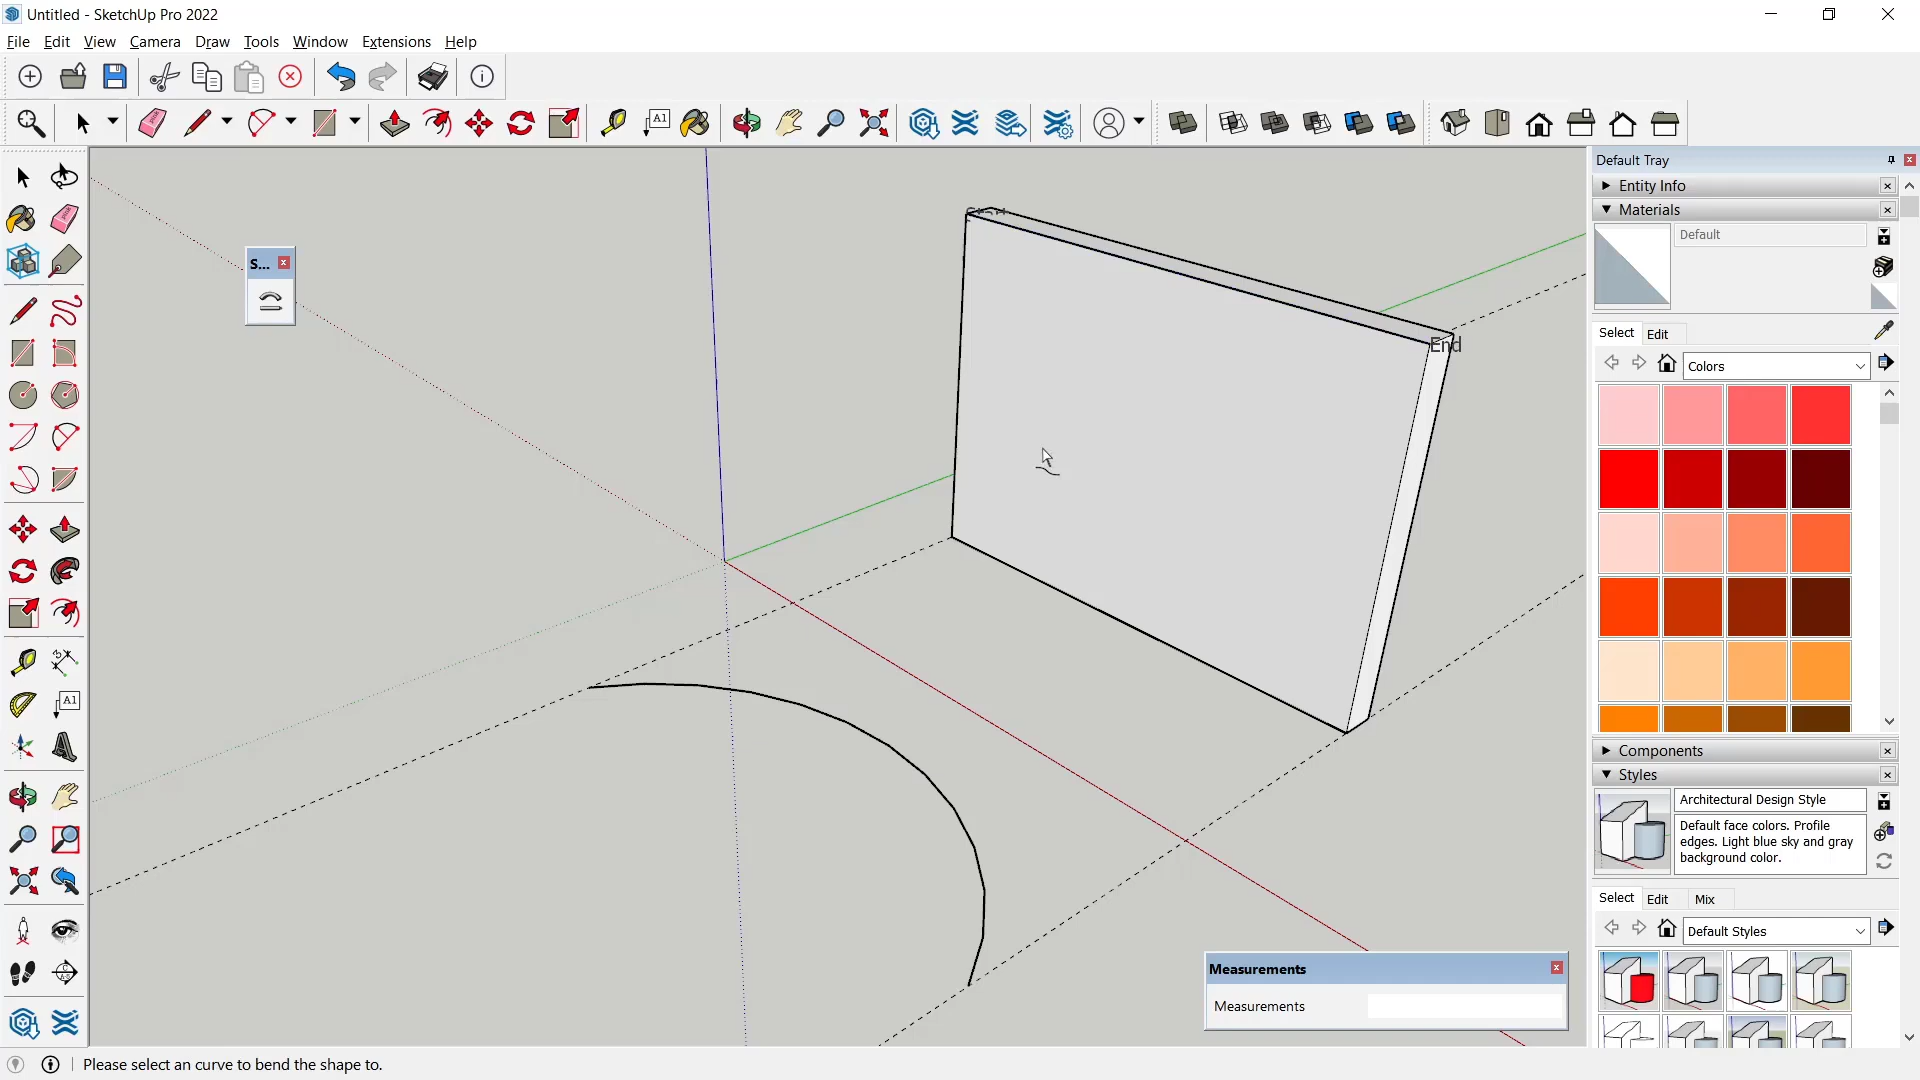 Untitled - SketchUp Pro 2022
File Edit View Camera Draw Tools Window Extensions Help
A1
Default Tray
Entity Info
Materials
Default
S...
End
Select Edit
Colors
A1
Components
Styles
Architectural Design Style
Default face colors. Profile
edges. Light blue sky and gray
background color.
Select Edit Mix
Default Styles
Measurements
Measurements
Please select an curve to bend the shape to.